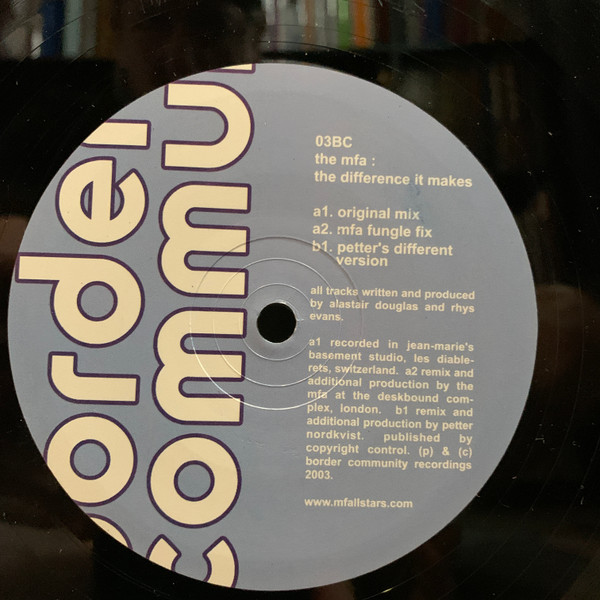 border
commu
03BC
the mfa :
the difference it makes
a1. original mix
a2. mfa fungle fix
b1. petter's different
version
all tracks written and produced
by alastair douglas and rhys
evans.
a1 recorded in jean-marie's
basement studio, les diable-
rets, switzerland. a2 remix and
additional production by the
mfa at the deskbound com-
plex, london. b1 remix and
additional production by petter
nordkvist. published by
copyright control. (p) & (c)
border community recordings
2003.
www.mfallstars.com